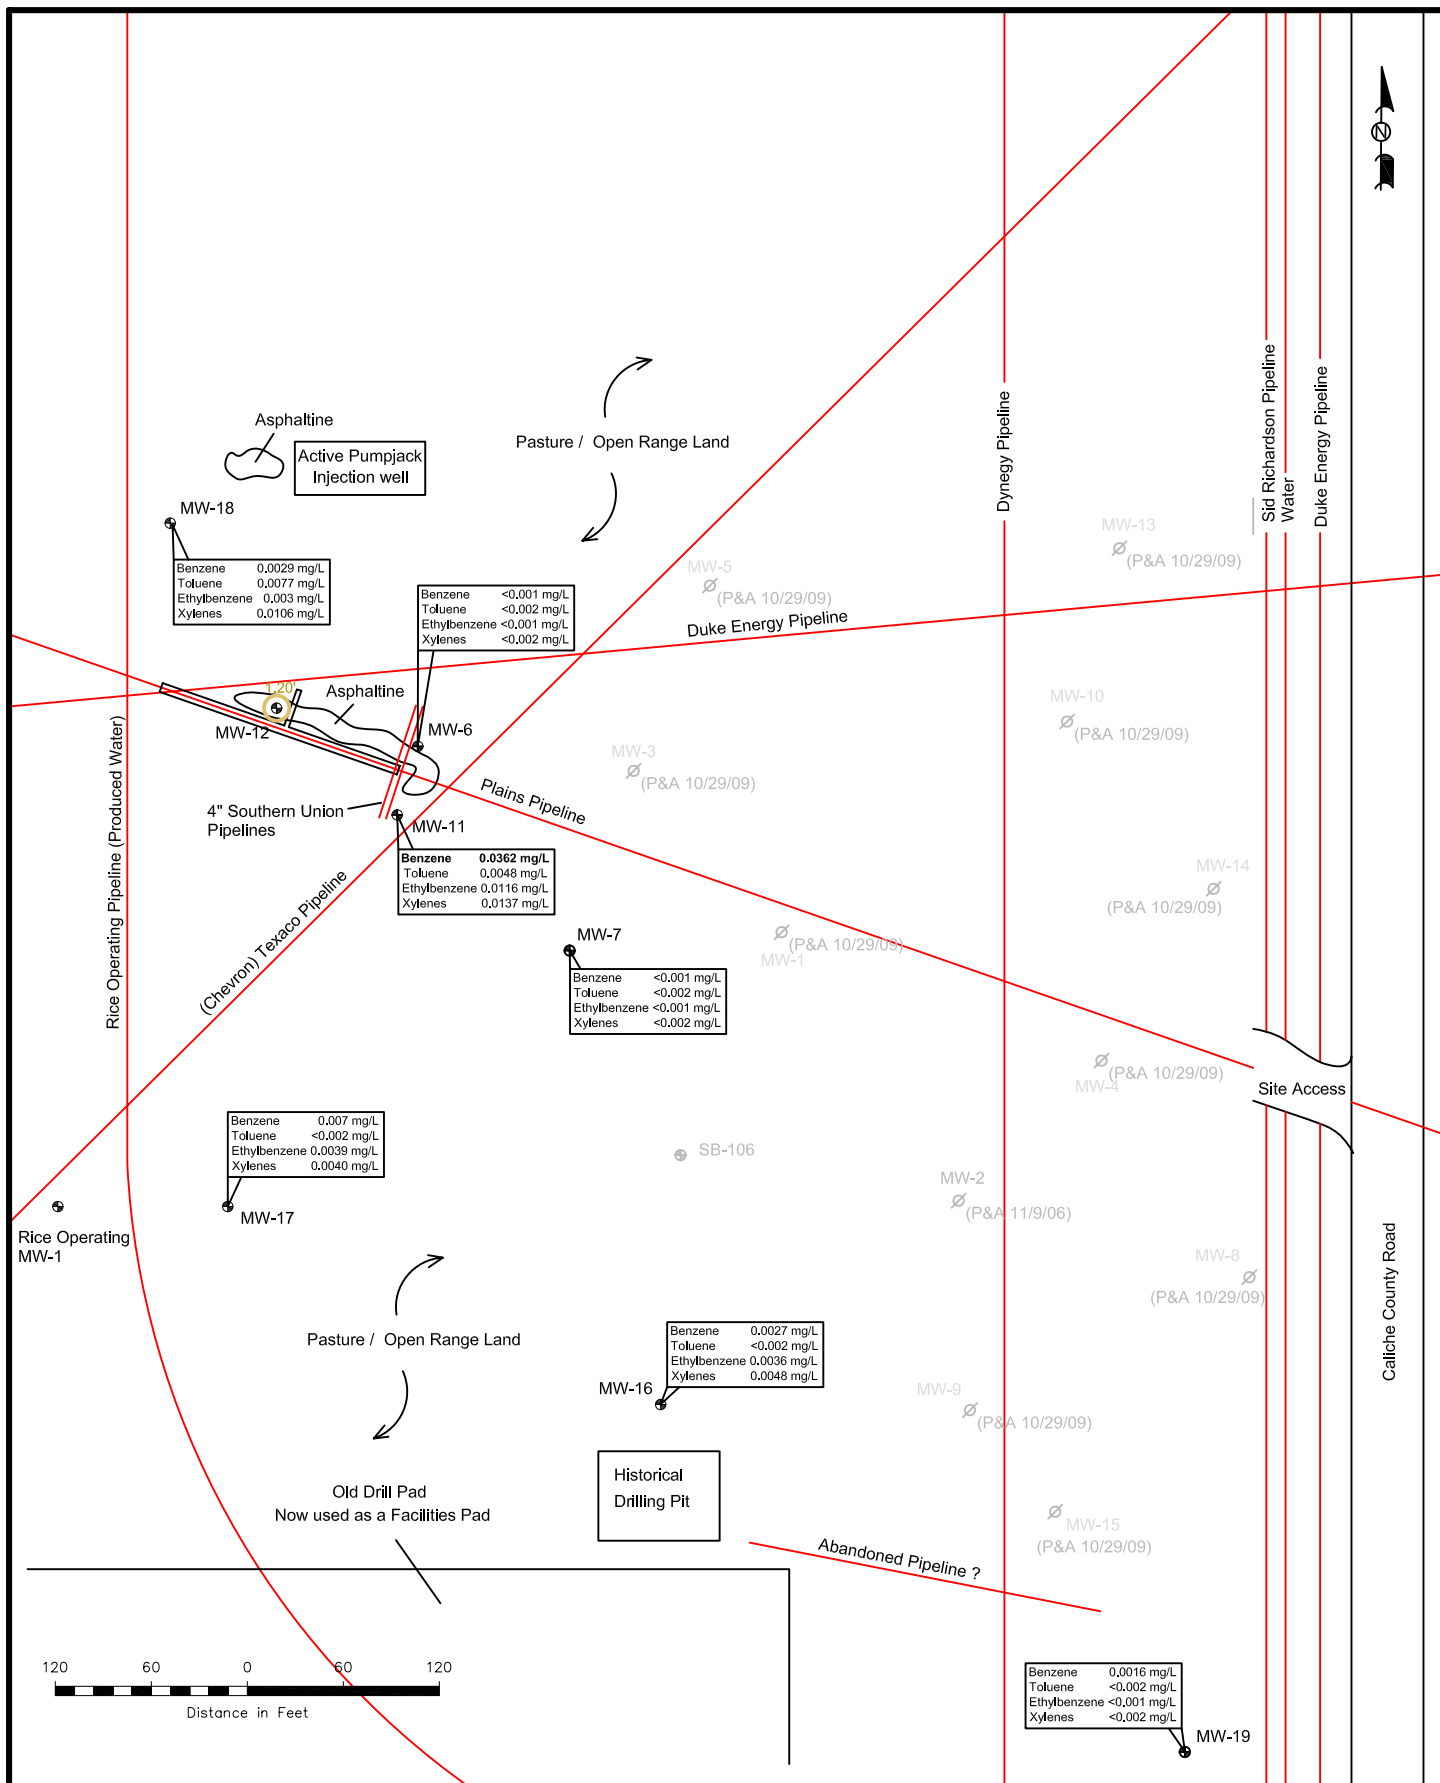 N
Asphaltine
Active Pumpjack
Injection well
Pasture / Open Range Land
Dynegy Pipeline
Sid Richardson Pipeline
Water
Duke Energy Pipeline
MW-18
Benzene 0.0029 mg/L
Toluene 0.0077 mg/L
Ethylbenzene 0.003 mg/L
Xylenes 0.0106 mg/L
MW-13
(P&A 10/29/09)
MW-5
(P&A 10/29/09)
Benzene <0.001 mg/L
Toluene <0.002 mg/L
Ethylbenzene <0.001 mg/L
Xylenes <0.002 mg/L
Duke Energy Pipeline
1.20'
Asphaltine
MW-12
MW-6
MW-10
(P&A 10/29/09)
MW-3
(P&A 10/29/09)
Plains Pipeline
4" Southern Union
Pipelines
MW-11
Rice Operating Pipeline (Produced Water)
Benzene 0.0362 mg/L
Toluene 0.0048 mg/L
Ethylbenzene 0.0116 mg/L
Xylenes 0.0137 mg/L
(Chevron) Texaco Pipeline
MW-14
(P&A 10/29/09)
MW-7
(P&A 10/29/09)
MW-1
Benzene <0.001 mg/L
Toluene <0.002 mg/L
Ethylbenzene <0.001 mg/L
Xylenes <0.002 mg/L
(P&A 10/29/09)
MW-4
Site Access
Benzene 0.007 mg/L
Toluene <0.002 mg/L
Ethylbenzene 0.0039 mg/L
Xylenes 0.0040 mg/L
SB-106
MW-2
(P&A 11/9/06)
MW-17
Rice Operating
MW-1
MW-8
(P&A 10/29/09)
Caliche County Road
Pasture / Open Range Land
Benzene 0.0027 mg/L
Toluene <0.002 mg/L
Ethylbenzene 0.0036 mg/L
Xylenes 0.0048 mg/L
MW-16
MW-9
(P&A 10/29/09)
Historical
Drilling Pit
Old Drill Pad
Now used as a Facilities Pad
MW-15
(P&A 10/29/09)
Abandoned Pipeline ?
120 60 0 60 120
Distance in Feet
Benzene 0.0016 mg/L
Toluene <0.002 mg/L
Ethylbenzene <0.001 mg/L
Xylenes <0.002 mg/L
MW-19